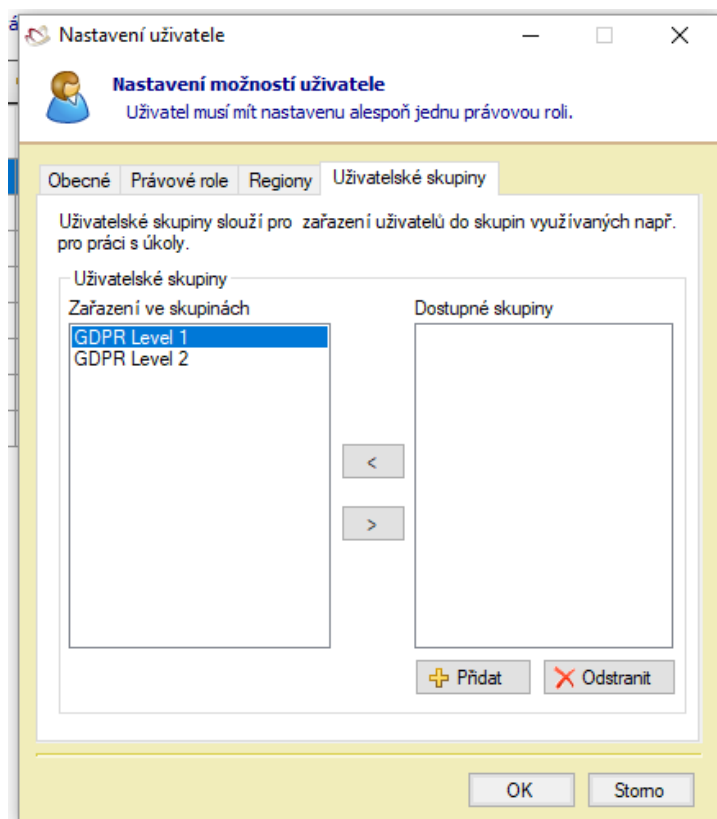 á
Nastavení uživatele
Nastavení možností uživatele
Uživatel musí mít nastavenu alespoň jednu právovou roli.
Obecné Právové role Regiony Uživatelské skupiny
Uživatelské skupiny slouží pro zařazení uživatelů do skupin využívaných např.
pro práci s úkoly.
Uživatelské skupiny
Zařazení ve skupinách Dostupné skupiny
GDPR Level 1
GDPR Level 2
<
>
Přidat Odstranit
OK Storno